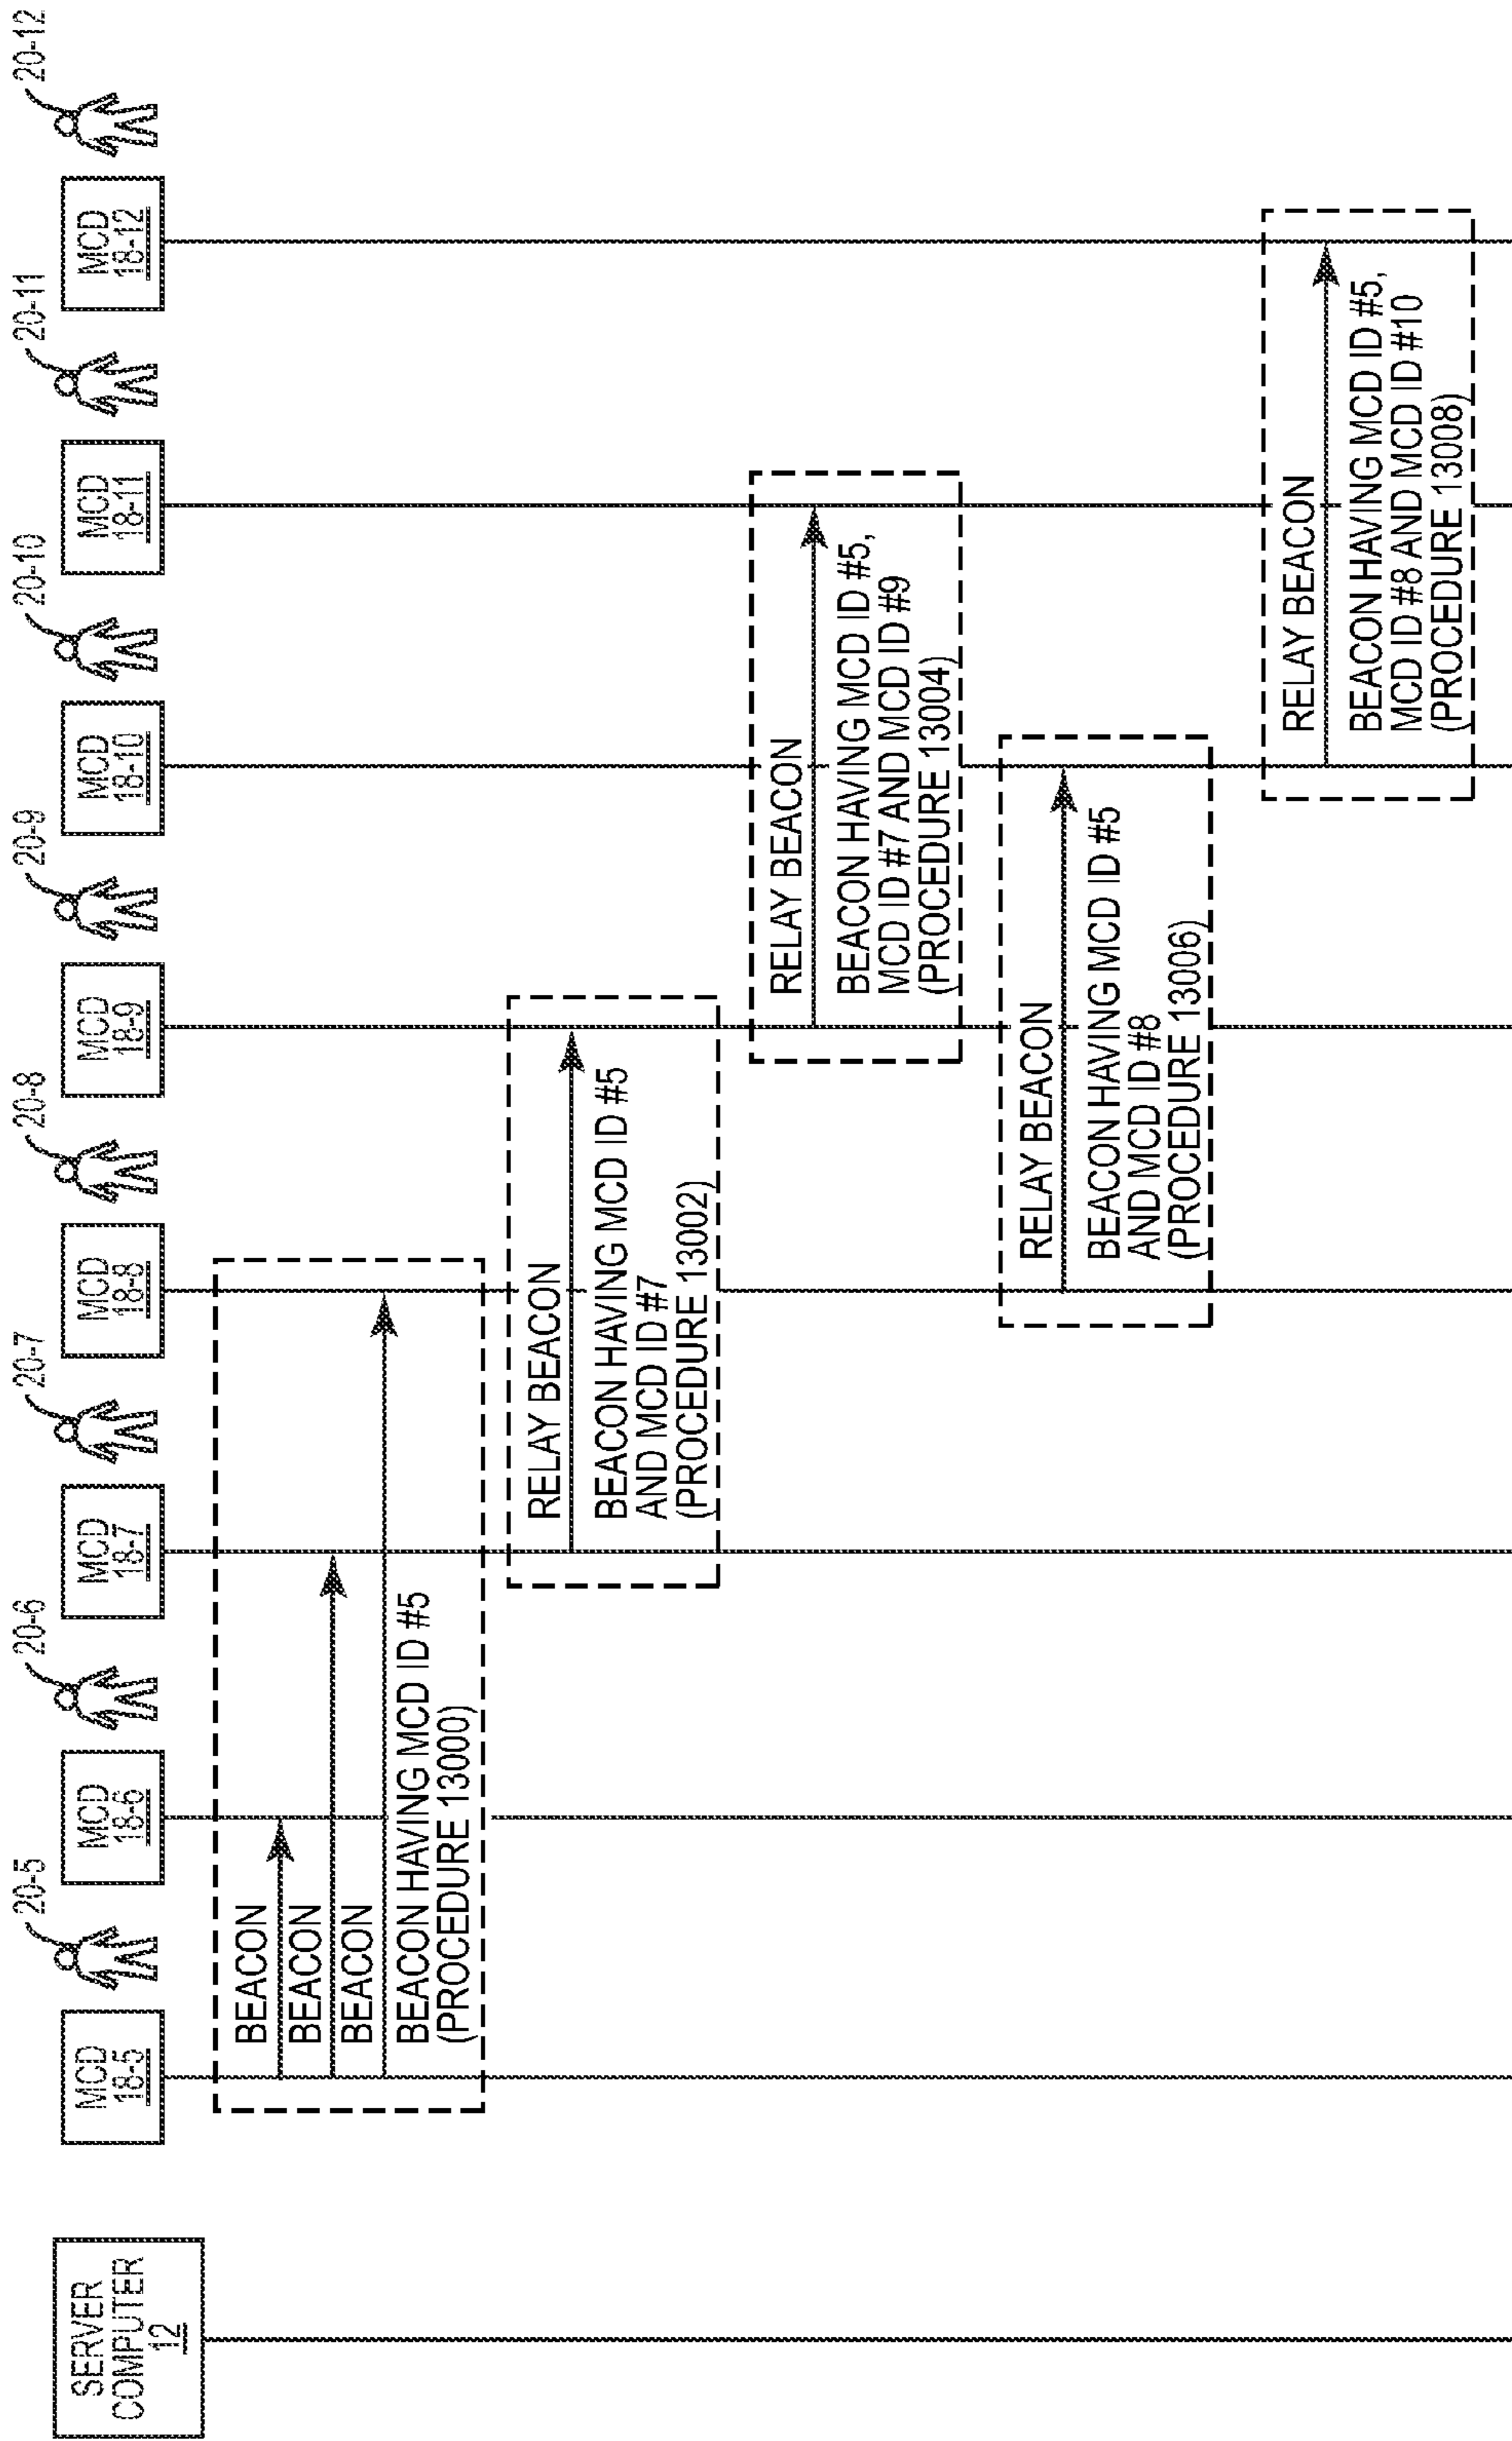 SERVER
COMPUTER
12
MCD
18-5
20-5
MCD
18-6
20-6
MCD
18-7
20-7
MCD
18-8
20-8
MCD
18-9
20-9
MCD
18-10
20-10
MCD
18-11
20-11
MCD
18-12
20-12
BEACON
BEACON
BEACON
BEACON HAVING MCD ID #5
(PROCEDURE 13000)
RELAY BEACON
BEACON HAVING MCD ID #5
AND MCD ID #7
(PROCEDURE 13002)
RELAY BEACON
BEACON HAVING MCD ID #5,
MCD ID #7 AND MCD ID #9
(PROCEDURE 13004)
RELAY BEACON
BEACON HAVING MCD ID #5
AND MCD ID #8
(PROCEDURE 13006)
RELAY BEACON
BEACON HAVING MCD ID #5,
MCD ID #8 AND MCD ID #10
(PROCEDURE 13008)